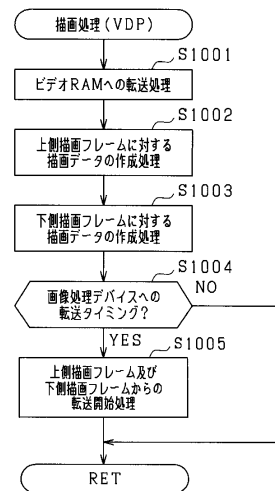 描画処理(VDP)
S1001
ビデオRAMへの転送処理
S1002
上側描画フレームに対する
描画データの作成処理
S1003
下側描画フレームに対する
描画データの作成処理
S1004
画像処理デバイスへの
転送タイミング?
NO
YES
S1005
上側描画フレーム及び
下側描画フレームからの
転送開始処理
RET